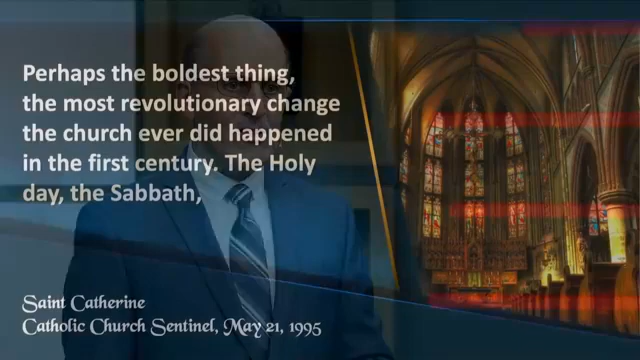 Perhaps the boldest thing,
the most revolutionary change
the church ever did happened
in the first century. The Holy
day, the Sabbath,
Saint Catherine
Catholic Church Sentinel, May 21, 1995